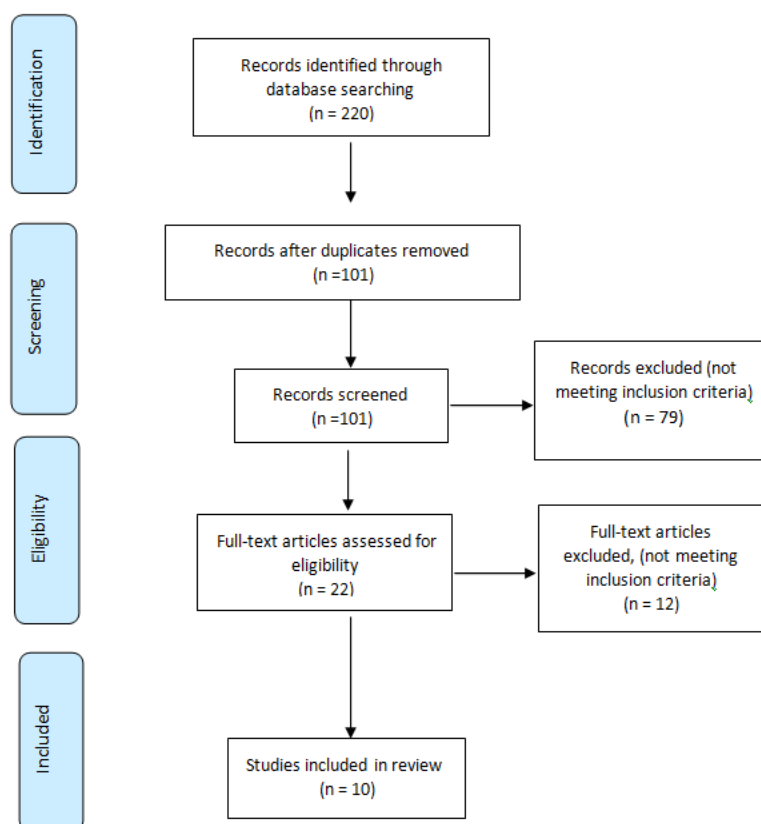 Identification
Records identified through
database searching
(n = 220)
Screening
Records after duplicates removed
(n =101)
Records screened
(n =101)
Records excluded (not
meeting inclusion criteria)
(n = 79)
Eligibility
Full-text articles assessed for
eligibility
(n = 22)
Full-text articles
excluded, (not meeting
inclusion criteria)
(n = 12)
Included
Studies included in review
(n = 10)